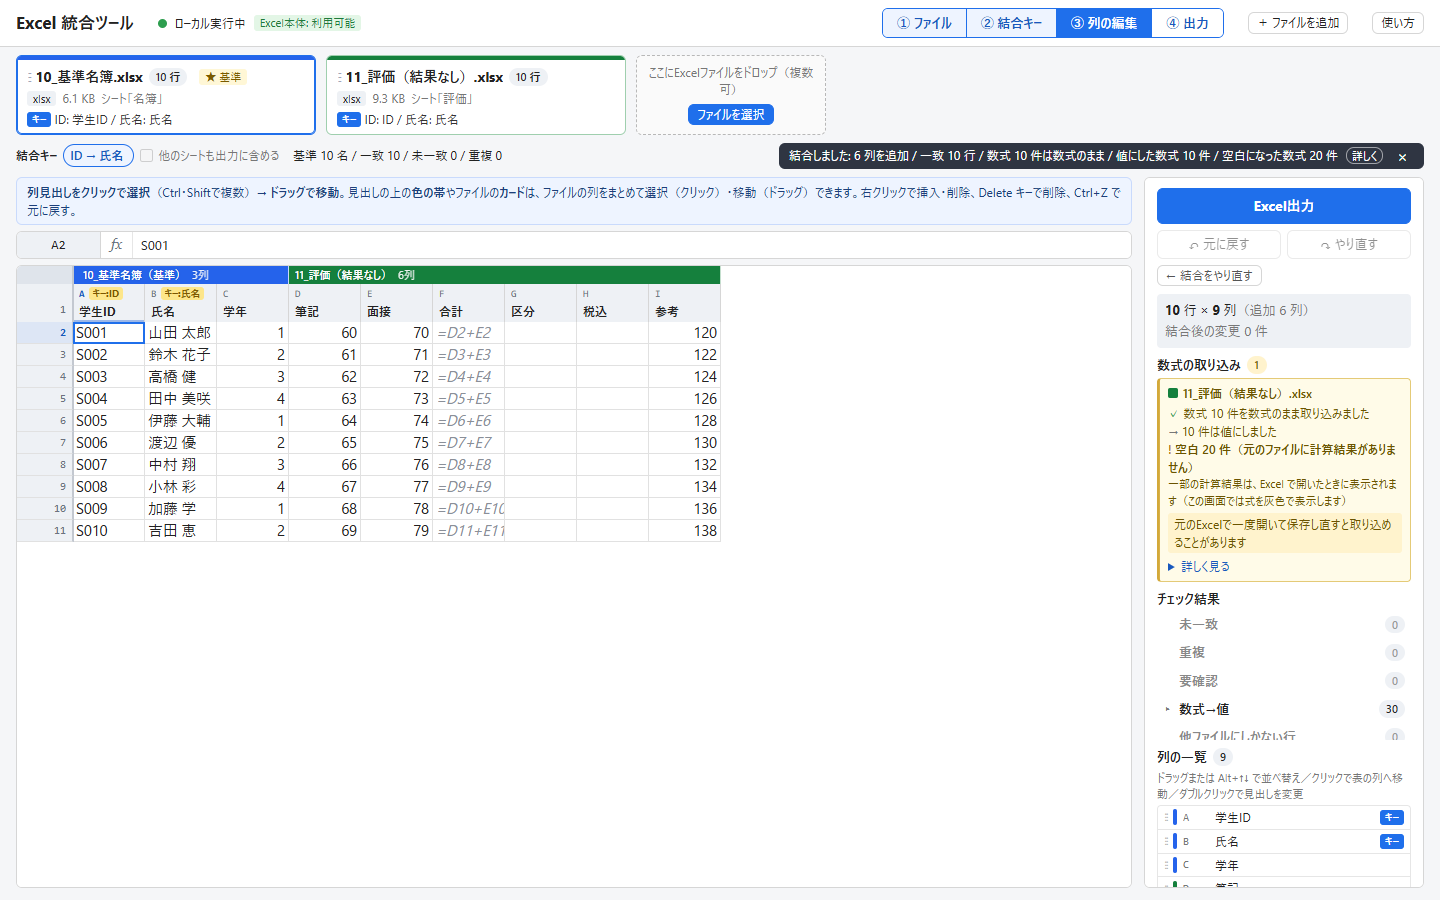 Excel 統合ツール ローカル実行中 Excel本体: 利用可能 ① ファイル ② 結合キー ③ 列の編集 ④ 出力 ＋ ファイルを追加 使い方
10_基準名簿.xlsx 10 行 ★ 基準
xlsx 6.1 KB シート「名簿」
キー ID: 学生ID / 氏名: 氏名
11_評価（結果なし）.xlsx 10 行
xlsx 9.3 KB シート「評価」
キー ID: ID / 氏名: 氏名
ここにExcelファイルをドロップ（複数
可）
ファイルを選択
結合キー ID → 氏名 他のシートも出力に含める 基準 10 名 / 一致 10 / 未一致 0 / 重複 0
結合しました: 6 列を追加 / 一致 10 行 / 数式 10 件は数式のまま / 値にした数式 10 件 / 空白になった数式 20 件 詳しく ×
列見出しをクリックで選択（Ctrl･Shiftで複数）→ ドラッグで移動。見出しの上の色の帯やファイルのカードは、ファイルの列をまとめて選択（クリック）・移動（ドラッグ）できます。右クリックで挿入・削除、Delete キーで削除、Ctrl+Z で
元に戻す。
A2 fx S001
10_基準名簿（基準） 3列 11_評価（結果なし） 6列
A キー→ID B キー→氏名 C D E F G H I
1 学生ID 氏名 学年 筆記 面接 合計 区分 税込 参考
2 S001 山田 太郎 1 60 70 =D2+E2 120
3 S002 鈴木 花子 2 61 71 =D3+E3 122
4 S003 高橋 健 3 62 72 =D4+E4 124
5 S004 田中 美咲 4 63 73 =D5+E5 126
6 S005 伊藤 大輔 1 64 74 =D6+E6 128
7 S006 渡辺 優 2 65 75 =D7+E7 130
8 S007 中村 翔 3 66 76 =D8+E8 132
9 S008 小林 彩 4 67 77 =D9+E9 134
10 S009 加藤 学 1 68 78 =D10+E10 136
11 S010 吉田 恵 2 69 79 =D11+E11 138
Excel出力
↶ 元に戻す ↷ やり直す
← 結合をやり直す
10 行 × 9 列（追加 6 列）
結合後の変更 0 件
数式の取り込み 1
11_評価（結果なし）.xlsx
✓ 数式 10 件を数式のまま取り込みました
→ 10 件は値にしました
! 空白 20 件（元のファイルに計算結果がありま
せん）
一部の計算結果は、Excel で開いたときに表示されま
す（この画面では式を灰色で表示します）
元のExcelで一度開いて保存し直すと取り込め
ることがあります
▶ 詳しく見る
チェック結果
未一致 0
重複 0
要確認 0
▸ 数式→値 30
他ファイルにしかない行 0
列の一覧 9
ドラッグまたは Alt+↑↓ で並べ替え／クリックで表の列へ移
動／ダブルクリックで見出しを変更
A 学生ID キー
B 氏名 キー
C 学年